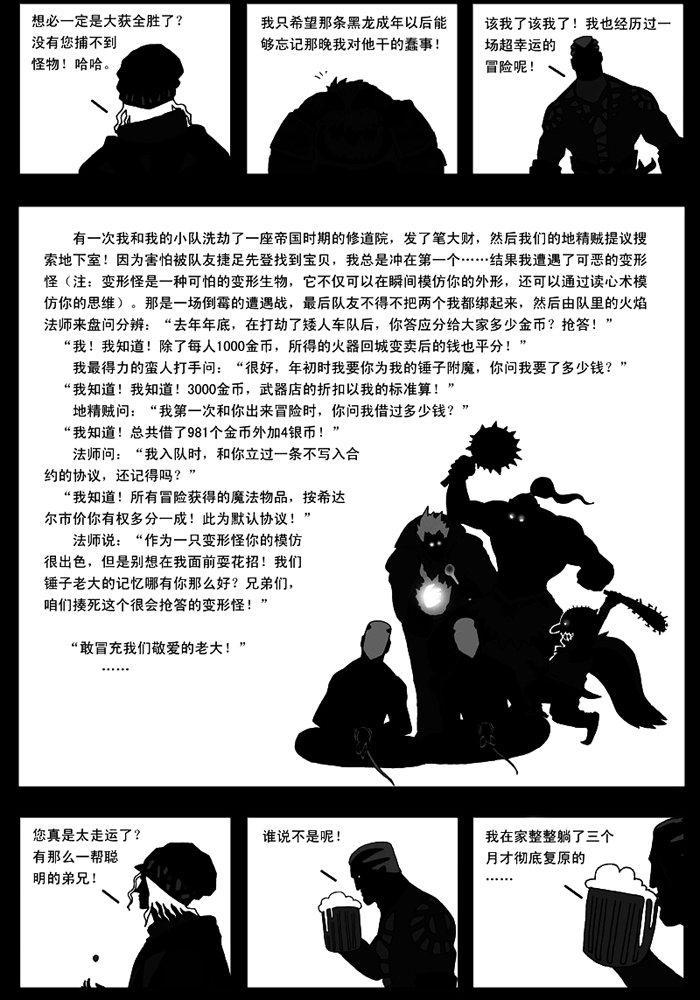 想必一定是大获全胜了?
没有您捕不到
怪物! 哈哈。
我只希望那条黑龙成年以后能
够忘记那晚我对他干的蠢事!
该我了该我了! 我也经历过一
场超幸运的
冒险呢!
有一次我和我的小队洗劫了一座帝国时期的修道院, 发了笔大财, 然后我们的地精贼提议搜
索地下室! 因为害怕被队友捷足先登找到宝贝, 我总是冲在第一个……结果我遭遇了可恶的变形
怪 (注: 变形怪是一种可怕的变形生物, 它不仅可以在瞬间模仿你的外形, 还可以通过读心术模
仿你的思维) 。那是一场倒霉的遭遇战, 最后队友不得不把两个我都绑起来, 然后由队里的火焰
法师来盘问分辨: “去年年底, 在打劫了矮人车队后, 你答应分给大家多少金币? 抢答! ”
“我! 我知道! 除了每人1000金币, 所得的火器回城变卖后的钱也平分! ”
我最得力的蛮人打手问: “很好, 年初时我要你为我的锤子附魔, 你问我要了多少钱? ”
“我知道! 我知道! 3000金币, 武器店的折扣以我的标准算! ”
地精贼问: “我第一次和你出来冒险时, 你问我借过多少钱? ”
“我知道! 总共借了981个金币外加4银币! ”
法师问: “我入队时, 和你立过一条不写入合
约的协议, 还记得吗? ”
“我知道! 所有冒险获得的魔法物品, 按希达
尔市价你有权多分一成! 此为默认协议! ”
法师说: “作为一只变形怪你的模仿
很出色, 但是别想在我面前耍花招! 我们
锤子老大的记忆哪有你那么好? 兄弟们,
咱们揍死这个很会抢答的变形怪! ”
“敢冒充我们敬爱的老大! ”
……
您真是太走运了?
有那么一帮聪
明的弟兄!
谁说不是呢!
我在家整整躺了三个
月才彻底复原的
……